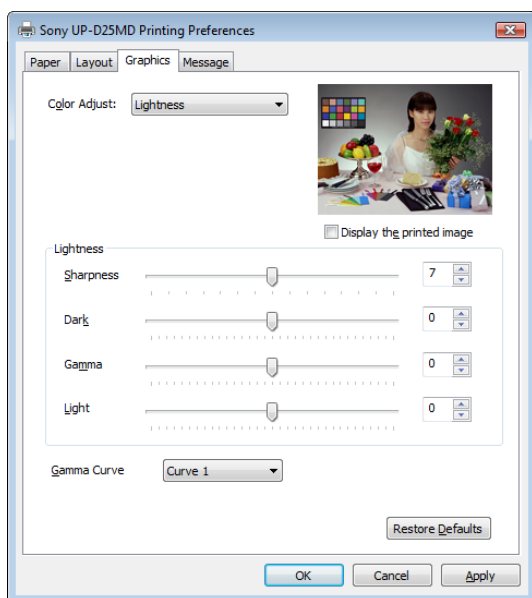 Sony UP-D25MD Printing Preferences
Paper Layout Graphics Message
Color Adjust: Lightness
Display the printed image
Lightness
Sharpness 7
Dark 0
Gamma 0
Light 0
Gamma Curve Curve 1
Restore Defaults
OK Cancel Apply